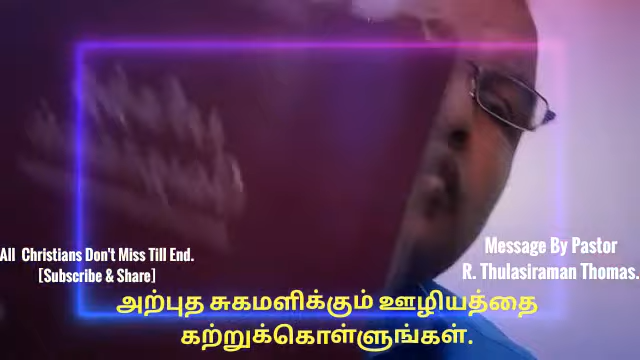 All Christians Don't Miss Till End.
[Subscribe & Share]
Message By Pastor
R. Thulasiraman Thomas.
அற்புத சுகமளிக்கும் ஊழியத்தை
கற்றுக்கொள்ளுங்கள்.